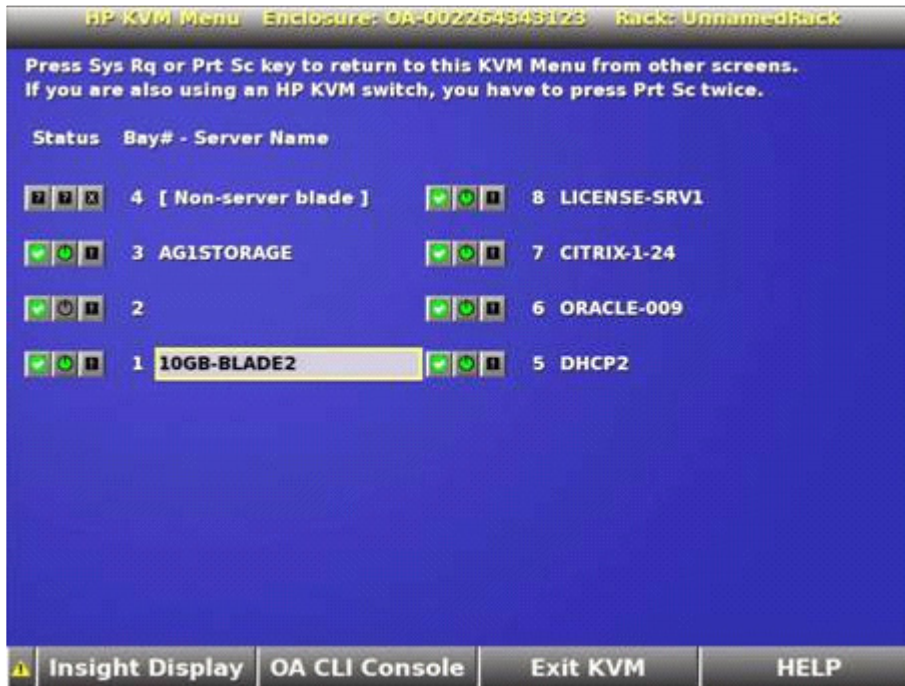 HP KVM Menu Enclosure: OA-002264343123 Rack: UnnamedRack
Press Sys Rq or Prt Sc key to return to this KVM Menu from other screens.
If you are also using an HP KVM switch, you have to press Prt Sc twice.
Status Bay# - Server Name
4 [ Non-server blade ] 8 LICENSE-SRV1
3 AG1STORAGE 7 CITRIX-1-24
2 6 ORACLE-009
1 10GB-BLADE2 5 DHCP2
Insight Display OA CLI Console Exit KVM HELP